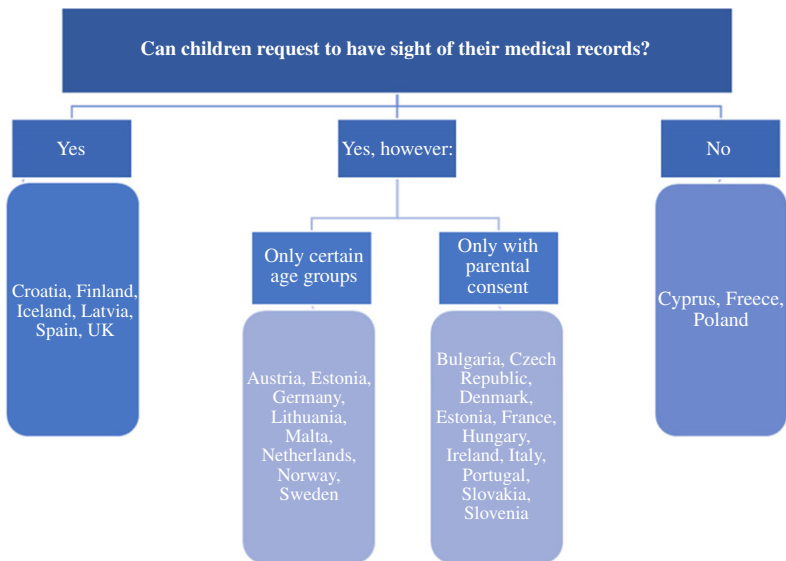 Can children request to have sight of their medical records?
Yes
Yes, however:
No
Only certain
age groups
Only with
parental
consent
Croatia, Finland,
Iceland, Latvia,
Spain, UK
Austria, Estonia,
Germany,
Lithuania,
Malta,
Netherlands,
Norway,
Sweden
Bulgaria, Czech
Republic,
Denmark,
Estonia, France,
Hungary,
Ireland, Italy,
Portugal,
Slovakia,
Slovenia
Cyprus, Freece,
Poland